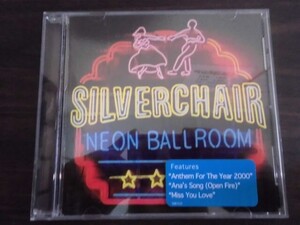 SILVERCHAIR
NEON BALLROOM
Features
"Anthem For The Year 2000"
"Ana's Song (Open Fire)"
"Miss You Love"